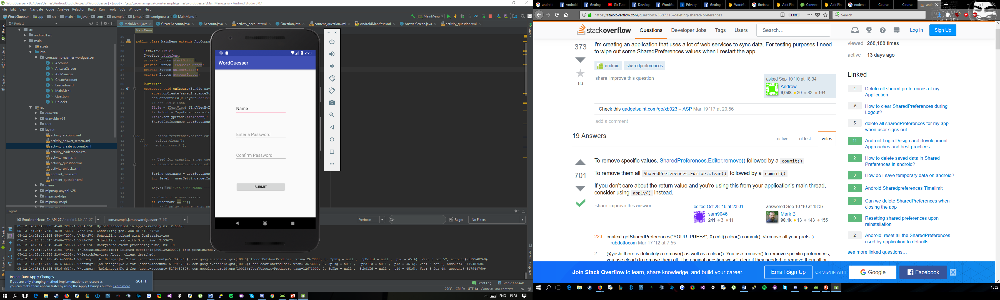 WordGuesser - [C:\Users\James\AndroidStudioProjects\WordGuesser] - [app] - ...\app\src\main\java\com\example\james\wordguesser\MainMenu.java - Android Studio 3.0.1
File Edit View Navigate Code Analyze Refactor Build Run Tools VCS Window Help
WordGuesser app src main java com example james wordguesser MainMenu
MainMenu
Project
MainMenu.java CreateAccount.java Account.java activity_account.xml Question.java content_question.xml AndroidManifest.xml AnswerScreen.java activity_question.xml
1: Project
7: Structure
Captures
Build Variants
2: Favorites
src
androidTest
main
assets
java
com.example.james.wordguesser
Account
AnswerScreen
APIManager
CreateAccount
Leaderboard
MainMenu
Question
Unlocks
res
drawable
drawable-v24
font
layout
activity_account.xml
activity_answer_screen.xml
activity_create_account.xml
activity_leaderboard.xml
activity_main.xml
activity_question.xml
activity_unlocks.xml
content_main.xml
content_question.xml
menu
mipmap-anydpi-v26
mipmap-hdpi
mipmap-mdpi
MainMenu
public class MainMenu extends AppCompa
TextView Title;
Typeface titlefont;
private Button startButton;
private Button leadBoardButton;
private Button unlockButton;
private Button accountButton;
@Override
protected void onCreate(Bundle sav
super.onCreate(savedInstanceSt
setContentView(R.layout.activi
// Set Title Font
Title = (TextView) findViewByI
titlefont = Typeface.createFro
Title.setTypeface(titlefont);
SharedPreferences userSettings
// SharedPreferences.Editor edi
// editor.clear();
// editor.commit();
// Used for creating a new use
//SharedPreferences.Editor edi
String username = userSettings
int level = userSettings.getIn
Log.d( tag: "USERNAME FOUND ---
// Check if a user exists
if (username == ""){
// Display a user creation
2:28
WordGuesser
Name
Enter a Password
Confirm Password
SUBMIT
Gradle
Device File Explorer
Logcat
Emulator Nexus_5X_API_27 Android 8.1.0, API 27
com.example.james.wordguesser (7166)
Verbose
Regex
No Filters
05-12 14:28:40.839 4540-7207/? V/FA-SVC: Upload scheduled in approximately ms: 2153673
05-12 14:28:40.840 4540-7207/? V/FA-SVC: Cancelling job. JobID: 812057698
05-12 14:28:40.845 4540-7207/? V/FA-SVC: Scheduling upload with GcmTaskService
05-12 14:28:40.845 4540-7207/? V/FA-SVC: Scheduling task with Gcm. time: 2153673
05-12 14:28:40.849 4540-7207/? V/FA-SVC: Background event processing time, ms: 18
05-12 14:28:40.873 2108-7046/? I/PBSessionCacheImpl: Deleted sessionId[290139260077] from persistence.
05-12 14:28:40.888 2108-2108/? W/SearchService: Abort, client detached.
05-12 14:28:43.129 4516-5036/? W/ctxmgr: [AclManager]No 2 for (accnt=account#-517948760#, com.google.android.gms(10013):IndoorOutdoorProducer, vrsn=12673000, 0, 3pPkg = null , 3pMdlId = null , pid = 4516). Was: 3 for 57, account#-517948760#
05-12 14:28:43.132 4516-6637/? W/ctxmgr: [AclManager]No 2 for (accnt=account#-517948760#, com.google.android.gms(10013):UserLocationProducer, vrsn=12673000, 0, 3pPkg = null , 3pMdlId = null , pid = 4516). Was: 3 for 1, account#-517948760#
05-12 14:28:43.145 4516-6637/? W/ctxmgr: [AclManager]No 2 for (accnt=account#-517948760#, com.google.android.gms(10013):UserVelocityProducer, vrsn=12673000, 0, 3pPkg = null , 3pMdlId = null , pid = 4516). Was: 3 for 48, account#-517948760#
Instant Run: Apply Changes
If you are only changing method implementations or resources,
you can make them appear faster by using the Apply Changes button. Learn more
GOT IT!
Event Log Gradle Console
27:33 CRLF UTF-8 Context: <no context>
ENG 15:28
android Android Getting (5) Tuto Develop WordGu Privacy Getting WordGu firebase Add Fire Connect Add Fire nodered Course: Course: and
https://stackoverflow.com/questions/3687315/deleting-shared-preferences
130%
Search
stackoverflow
Questions Developer Jobs Tags Users
Search…
Log In
Sign Up
373
I'm creating an application that uses a lot of web services to sync data. For testing purposes I need
to wipe out some SharedPreferences values when I restart the app.
83
android sharedpreferences
share improve this question
asked Sep 10 '10 at 18:34
Andrew
9,048 30 83 164
Check this gadgetsaint.com/go/xb023 – ASP Mar 19 '17 at 20:56
add a comment
19 Answers
active oldest votes
701
To remove specific values: SharedPreferences.Editor.remove() followed by a commit()
To remove them all SharedPreferences.Editor.clear() followed by a commit()
If you don't care about the return value and you're using this from your application's main thread,
consider using apply() instead.
share improve this answer
edited Oct 28 '16 at 23:01
sam9046
241 3 11
answered Sep 10 '10 at 18:37
Mark B
90.1k 13 143 155
223 context.getSharedPreferences("YOUR_PREFS", 0).edit().clear().commit(); //remove all your prefs :)
– rubdottocom Mar 17 '12 at 7:55
2 @yoshi there is definitely a remove() as well as a clear(). You use remove() to remove specific preferences,
you use clear() to remove them all. The original question wasn't clear if they needed to remove them all or
viewed 268,188 times
active 13 days ago
Linked
4 Delete all shared preferences of my
Application
-5 How to clear SharedPreferences during
Logout?
5 delete all sharedPreferences for my app
when user signs out
11 Android Login Design and development -
Approaches and best practices
2 How to delete saved data in Shared
Preferences in android?
3 How do I save temporary data on android?
2 Android Sharedpreferences Timelimit
2 Can we delete SharedPreferences when
closing the app
0 Resetting shared preferences upon
reinstallation
2 Android: reset all the SharedPreferences
used by application to defaults
see more linked questions…
Join Stack Overflow to learn, share knowledge, and build your career.
Email Sign Up
OR SIGN IN WITH
Google
Facebook
15:28